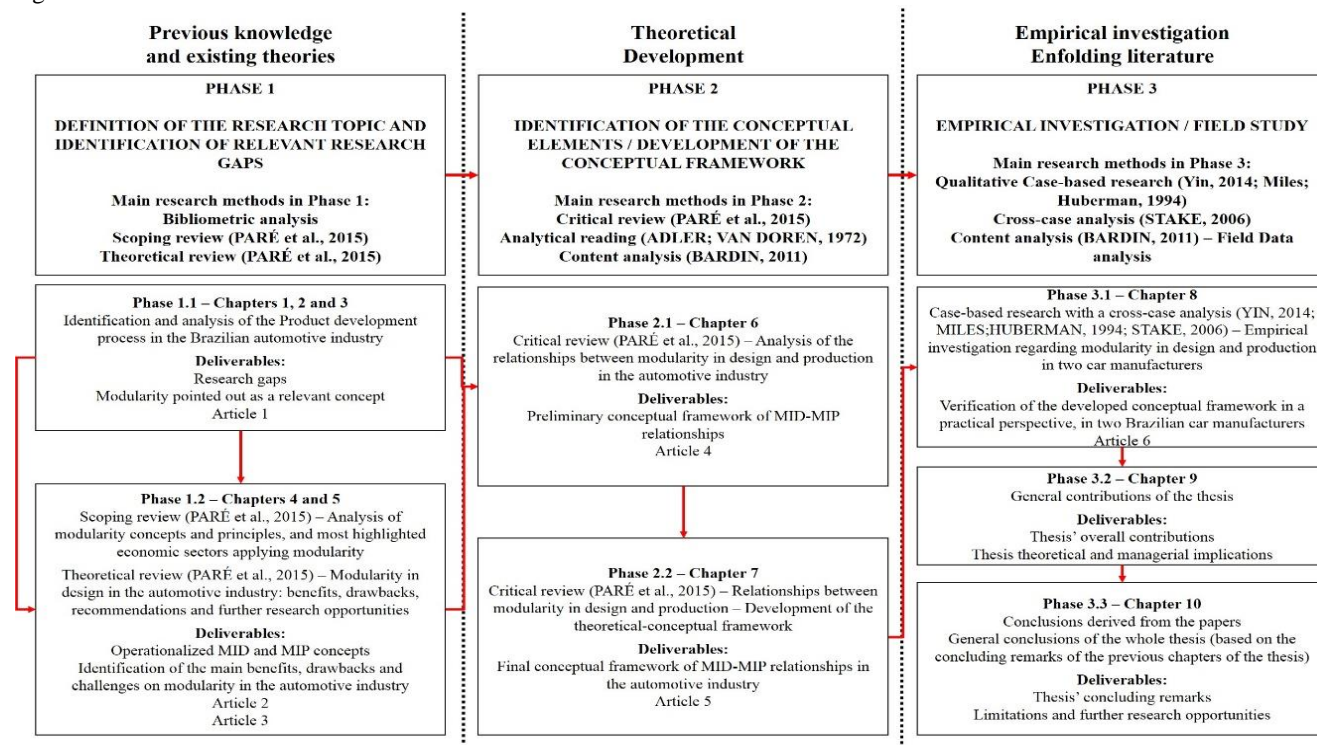 Previous knowledge
and existing theories
PHASE 1
DEFINITION OF THE RESEARCH TOPIC AND
IDENTIFICATION OF RELEVANT RESEARCH
GAPS
Main research methods in Phase 1:
Bibliometric analysis
Scoping review (PARÉ et al., 2015)
Theoretical review (PARÉ et al., 2015)
Phase 1.1 – Chapters 1, 2 and 3
Identification and analysis of the Product development
process in the Brazilian automotive industry
Deliverables:
Research gaps
Modularity pointed out as a relevant concept
Article 1
Phase 1.2 – Chapters 4 and 5
Scoping review (PARÉ et al., 2015) – Analysis of
modularity concepts and principles, and most highlighted
economic sectors applying modularity
Theoretical review (PARÉ et al., 2015) – Modularity in
design in the automotive industry: benefits, drawbacks,
recommendations and further research opportunities
Deliverables:
Operationalized MID and MIP concepts
Identification of the main benefits, drawbacks and
challenges on modularity in the automotive industry
Article 2
Article 3
Theoretical
Development
PHASE 2
IDENTIFICATION OF THE CONCEPTUAL
ELEMENTS / DEVELOPMENT OF THE
CONCEPTUAL FRAMEWORK
Main research methods in Phase 2:
Critical review (PARÉ et al., 2015)
Analytical reading (ADLER; VAN DOREN, 1972)
Content analysis (BARDIN, 2011)
Phase 2.1 – Chapter 6
Critical review (PARÉ et al., 2015) – Analysis of the
relationships between modularity in design and production
in the automotive industry
Deliverables:
Preliminary conceptual framework of MID-MIP
relationships
Article 4
Phase 2.2 – Chapter 7
Critical review (PARÉ et al., 2015) – Relationships between
modularity in design and production – Development of the
theoretical-conceptual framework
Deliverables:
Final conceptual framework of MID-MIP relationships in
the automotive industry
Article 5
Empirical investigation
Enfolding literature
PHASE 3
EMPIRICAL INVESTIGATION / FIELD STUDY
Main research methods in Phase 3:
Qualitative Case-based research (Yin, 2014; Miles;
Huberman, 1994)
Cross-case analysis (STAKE, 2006)
Content analysis (BARDIN, 2011) – Field Data
analysis
Phase 3.1 – Chapter 8
Case-based research with a cross-case analysis (YIN, 2014;
MILES;HUBERMAN, 1994; STAKE, 2006) – Empirical
investigation regarding modularity in design and production
in two car manufacturers
Deliverables:
Verification of the developed conceptual framework in a
practical perspective, in two Brazilian car manufacturers
Article 6
Phase 3.2 – Chapter 9
General contributions of the thesis
Deliverables:
Thesis' overall contributions
Thesis theoretical and managerial implications
Phase 3.3 – Chapter 10
Conclusions derived from the papers
General conclusions of the whole thesis (based on the
concluding remarks of the previous chapters of the thesis)
Deliverables:
Thesis' concluding remarks
Limitations and further research opportunities